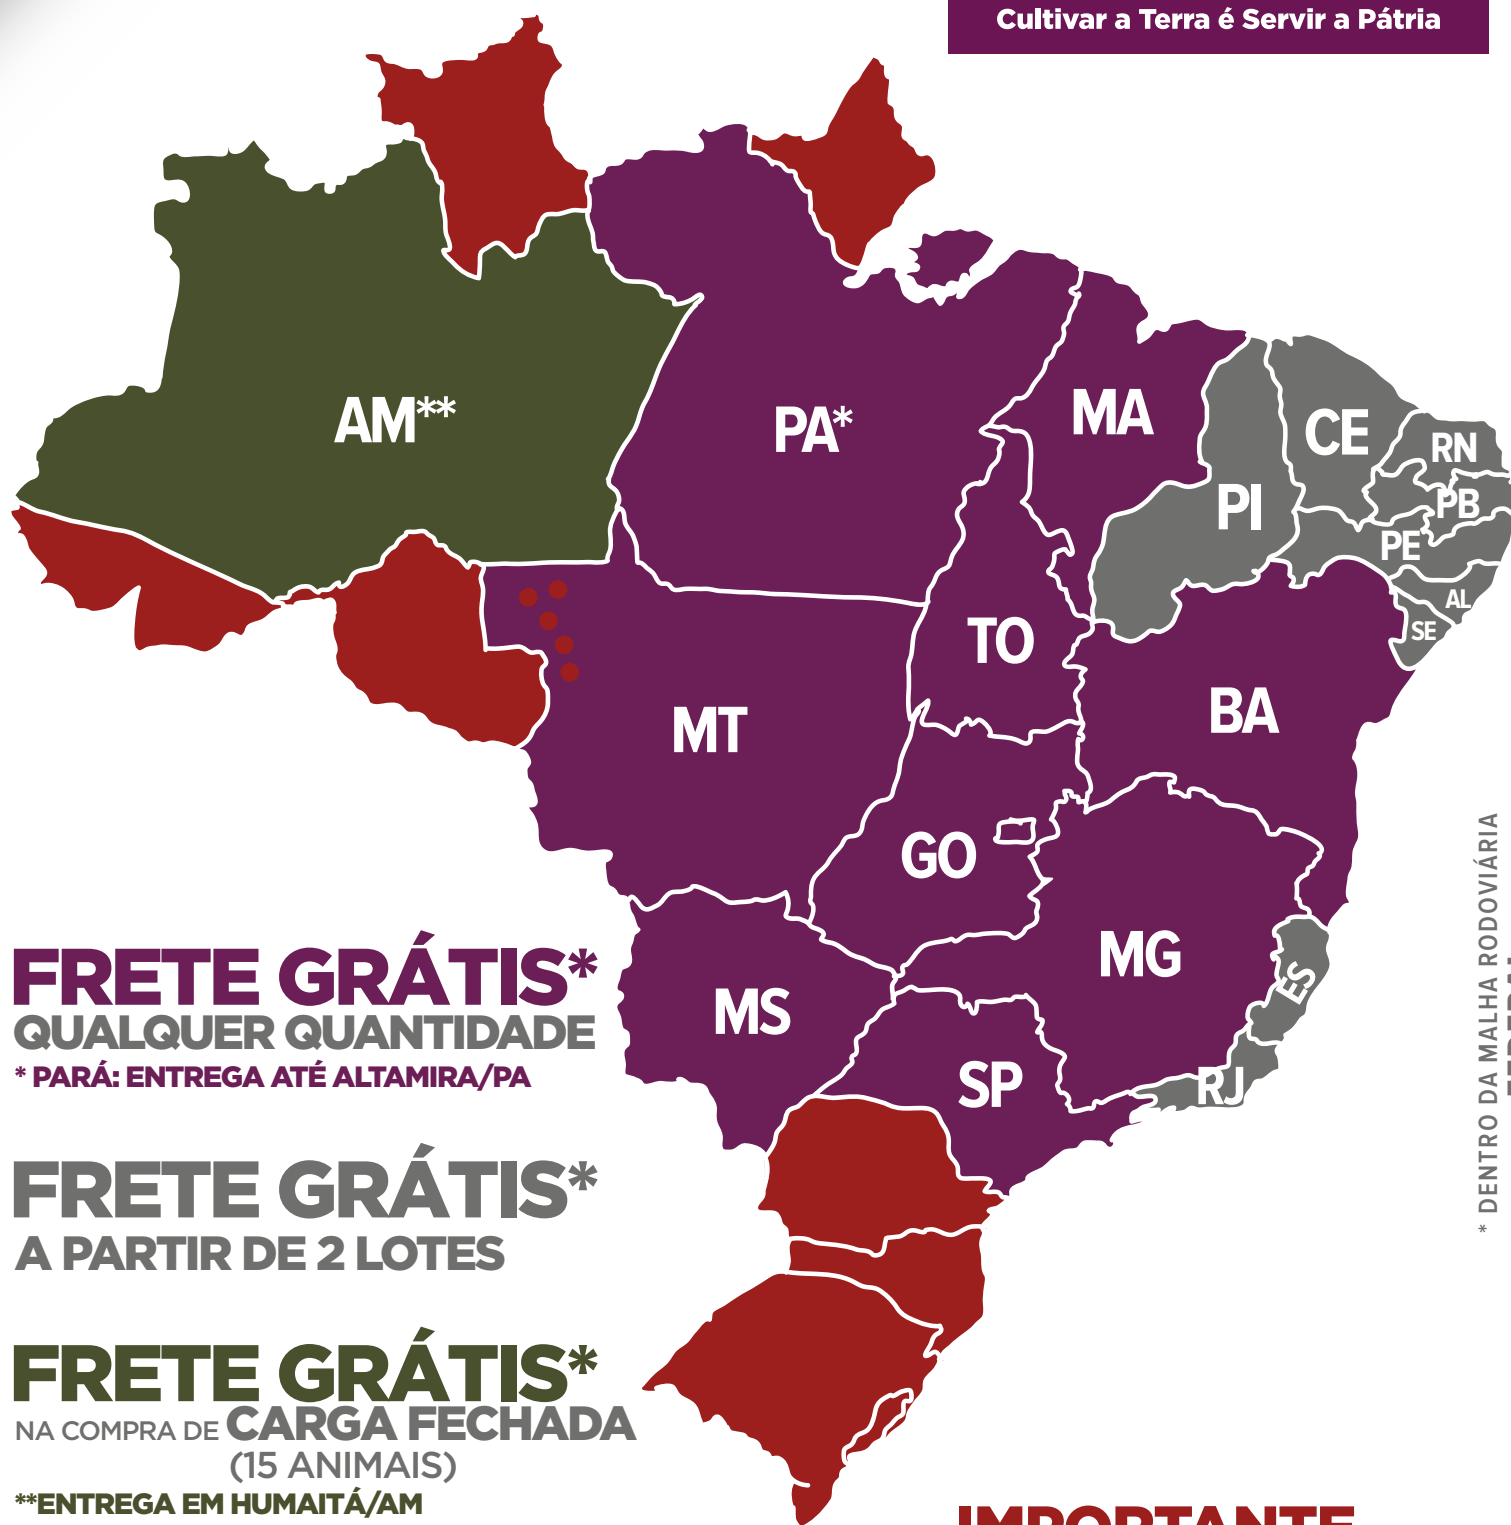 Cultivar a Terra é Servir a Pátria
AM**
PA*
MA
CE
RN
PI
PB
PE
AL
SE
TO
BA
MT
GO
MG
ES
MS
SP
RJ
FRETE GRÁTIS*
QUALQUER QUANTIDADE
* PARÁ: ENTREGA ATÉ ALTAMIRA/PA
FRETE GRÁTIS*
A PARTIR DE 2 LOTES
FRETE GRÁTIS*
NA COMPRA DE CARGA FECHADA
(15 ANIMAIS)
**ENTREGA EM HUMAITÁ/AM
* DENTRO DA MALHA RODOVIÁRIA
FEDERAL
IMPORTANTE